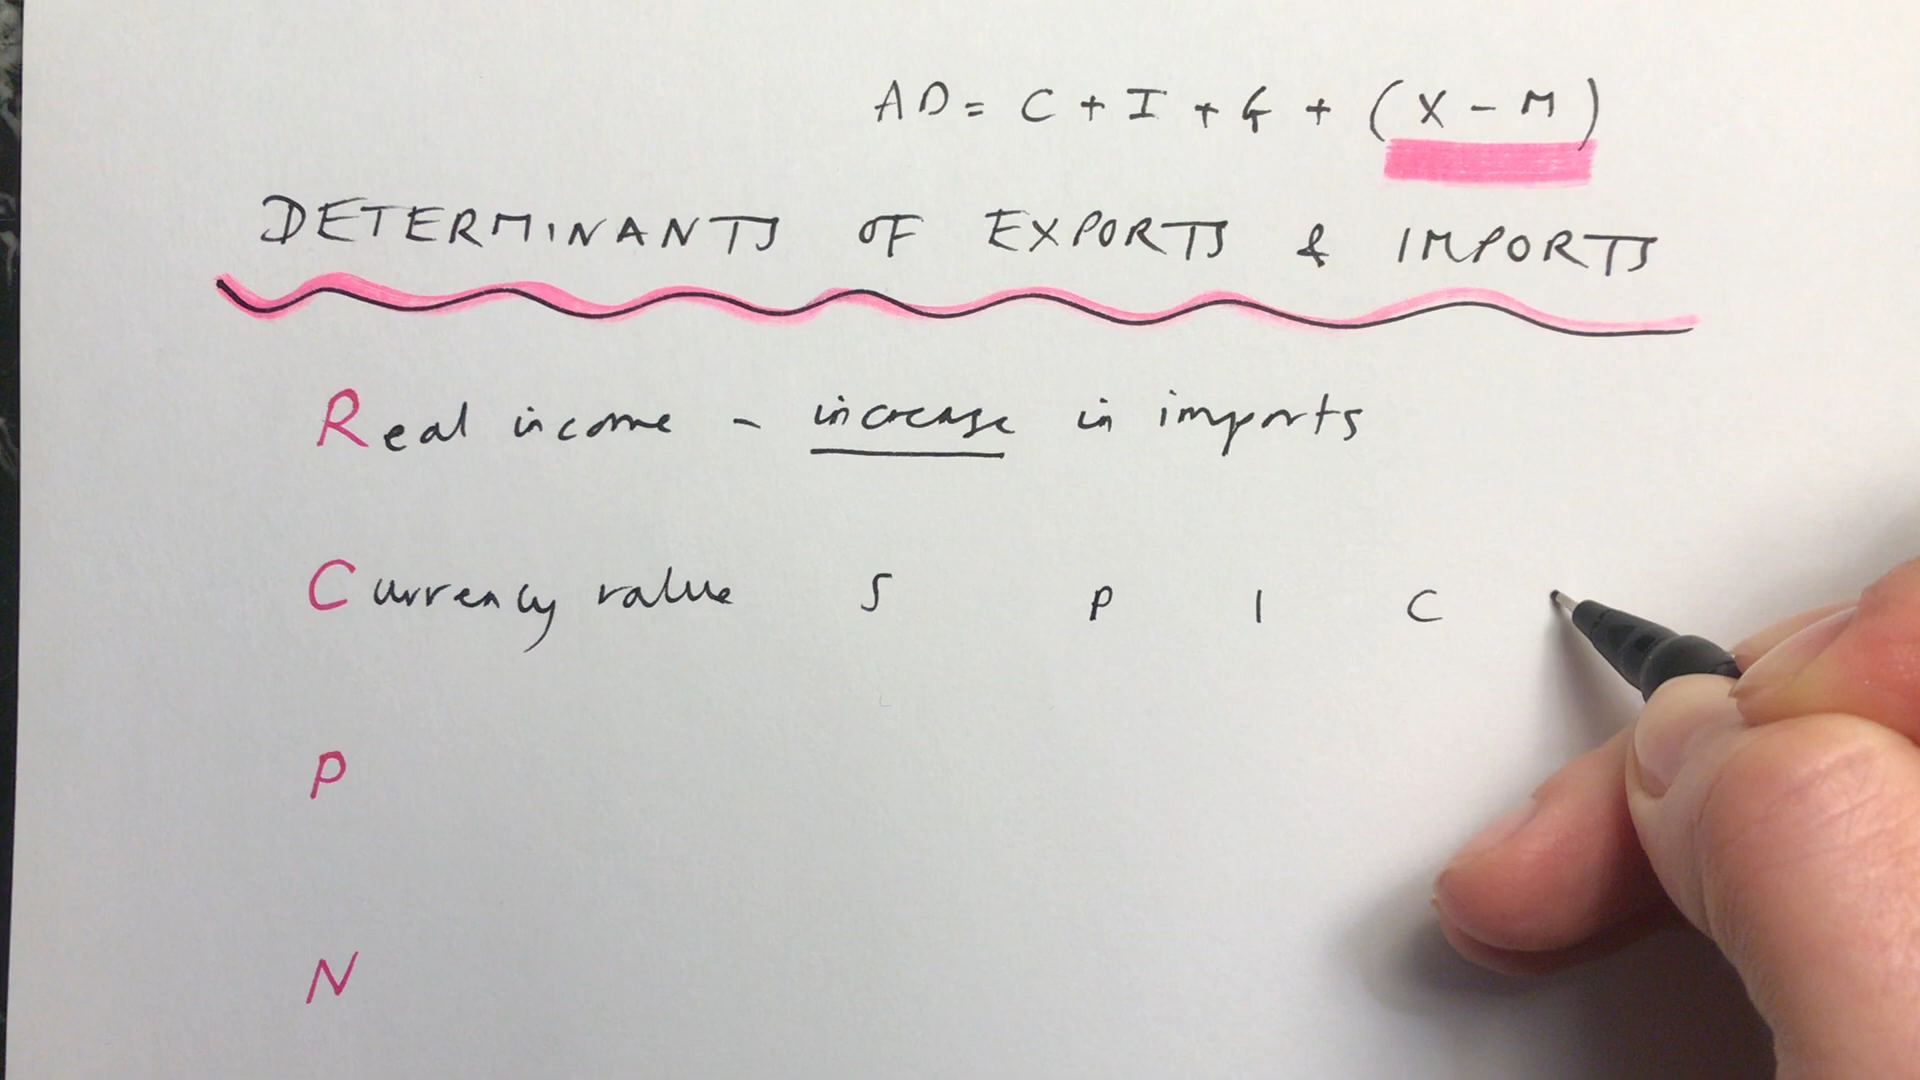 AD = C + I + G + (X - M)
DETERMINANTS OF EXPORTS & IMPORTS
Real income - increase in imports
Currency value S P I C
P
N